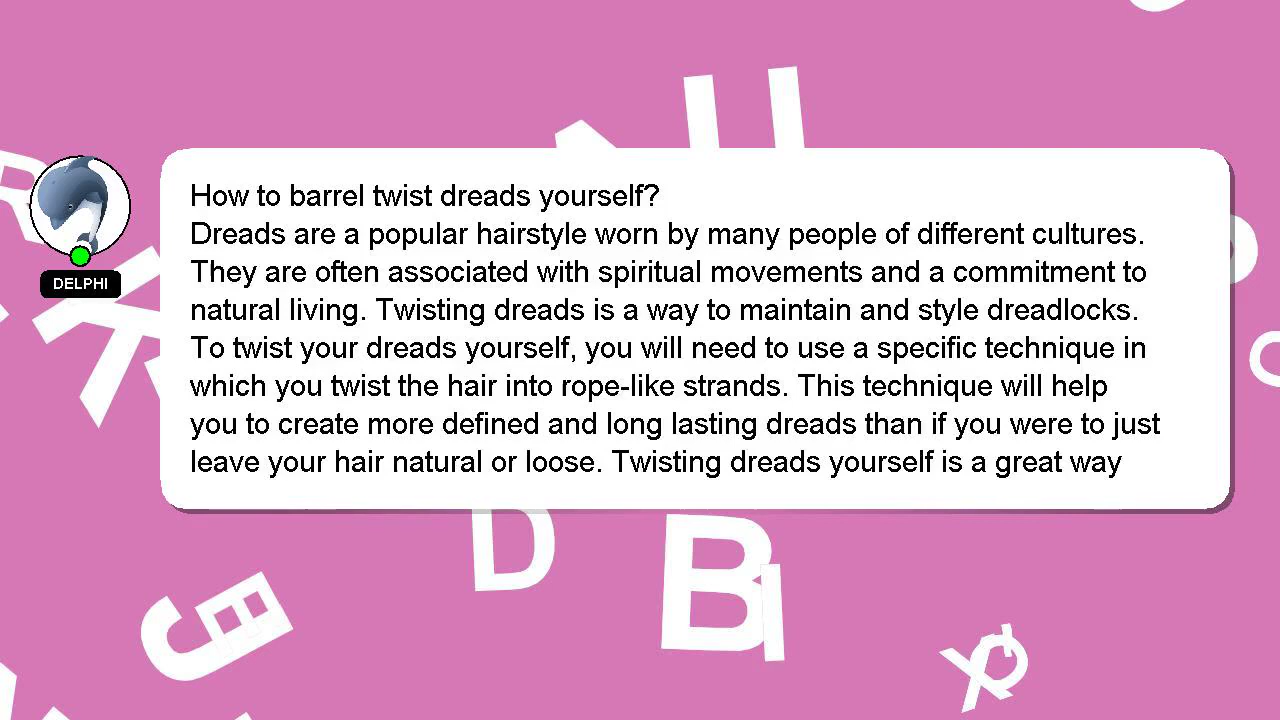 How to barrel twist dreads yourself?
Dreads are a popular hairstyle worn by many people of different cultures.
They are often associated with spiritual movements and a commitment to
natural living. Twisting dreads is a way to maintain and style dreadlocks.
To twist your dreads yourself, you will need to use a specific technique in
which you twist the hair into rope-like strands. This technique will help
you to create more defined and long lasting dreads than if you were to just
leave your hair natural or loose. Twisting dreads yourself is a great way
DELPHI